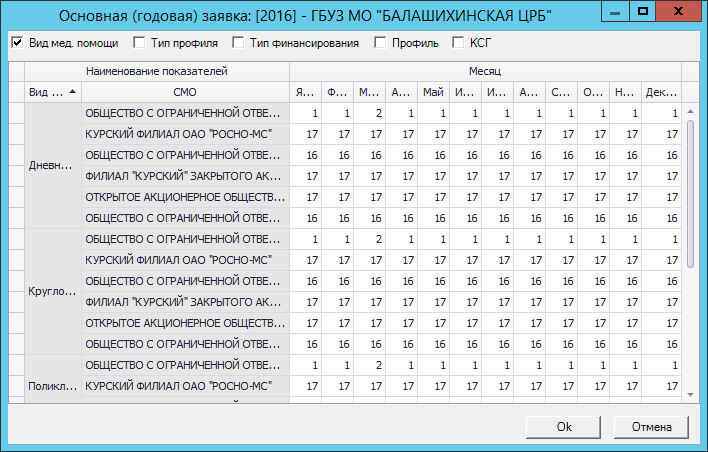 Основная (годовая) заявка: [2016] - ГБУЗ МО "БАЛАШИХИНСКАЯ ЦРБ"
Вид мед. помощи Тип профиля Тип Финансирования Профиль КСГ
Наименование показателей Месяц
Вид ... СМО Я... Ф... М... А... Май И... И... А... С... О... Н... Дек...
ОБЩЕСТВО С ОГРАНИЧЕННОЙ ОТВЕ... 1 1 2 1 1 1 1 1 1 1 1 1
КУРСКИЙ ФИЛИАЛ ОАО "РОСНО-МС" 17 17 17 17 17 17 17 17 17 17 17 17
Дневн... ОБЩЕСТВО С ОГРАНИЧЕННОЙ ОТВЕ... 16 16 16 16 16 16 16 16 16 16 16 16
ФИЛИАЛ "КУРСКИЙ" ЗАКРЫТОГО АК... 17 17 17 17 17 17 17 17 17 17 17 17
ОТКРЫТОЕ АКЦИОНЕРНОЕ ОБЩЕСТВ... 17 17 17 17 17 17 17 17 17 17 17 17
ОБЩЕСТВО С ОГРАНИЧЕННОЙ ОТВЕ... 16 16 16 16 16 16 16 16 16 16 16 16
ОБЩЕСТВО С ОГРАНИЧЕННОЙ ОТВЕ... 1 1 2 1 1 1 1 1 1 1 1 1
КУРСКИЙ ФИЛИАЛ ОАО "РОСНО-МС" 17 17 17 17 17 17 17 17 17 17 17 17
Кругло... ОБЩЕСТВО С ОГРАНИЧЕННОЙ ОТВЕ... 16 16 16 16 16 16 16 16 16 16 16 16
ФИЛИАЛ "КУРСКИЙ" ЗАКРЫТОГО АК... 17 17 17 17 17 17 17 17 17 17 17 17
ОТКРЫТОЕ АКЦИОНЕРНОЕ ОБЩЕСТВ... 17 17 17 17 17 17 17 17 17 17 17 17
ОБЩЕСТВО С ОГРАНИЧЕННОЙ ОТВЕ... 16 16 16 16 16 16 16 16 16 16 16 16
ОБЩЕСТВО С ОГРАНИЧЕННОЙ ОТВЕ... 1 1 2 1 1 1 1 1 1 1 1 1
Поликл... КУРСКИЙ ФИЛИАЛ ОАО "РОСНО-МС" 17 17 17 17 17 17 17 17 17 17 17 17
Ok Отмена